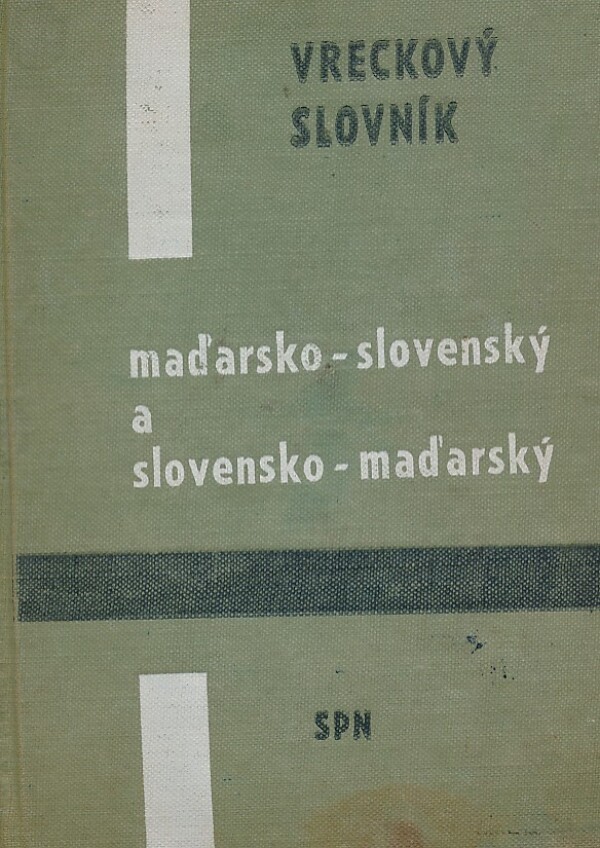 VRECKOVÝ
SLOVNÍK
maďarsko - slovenský
a
slovensko - maďarský
SPN